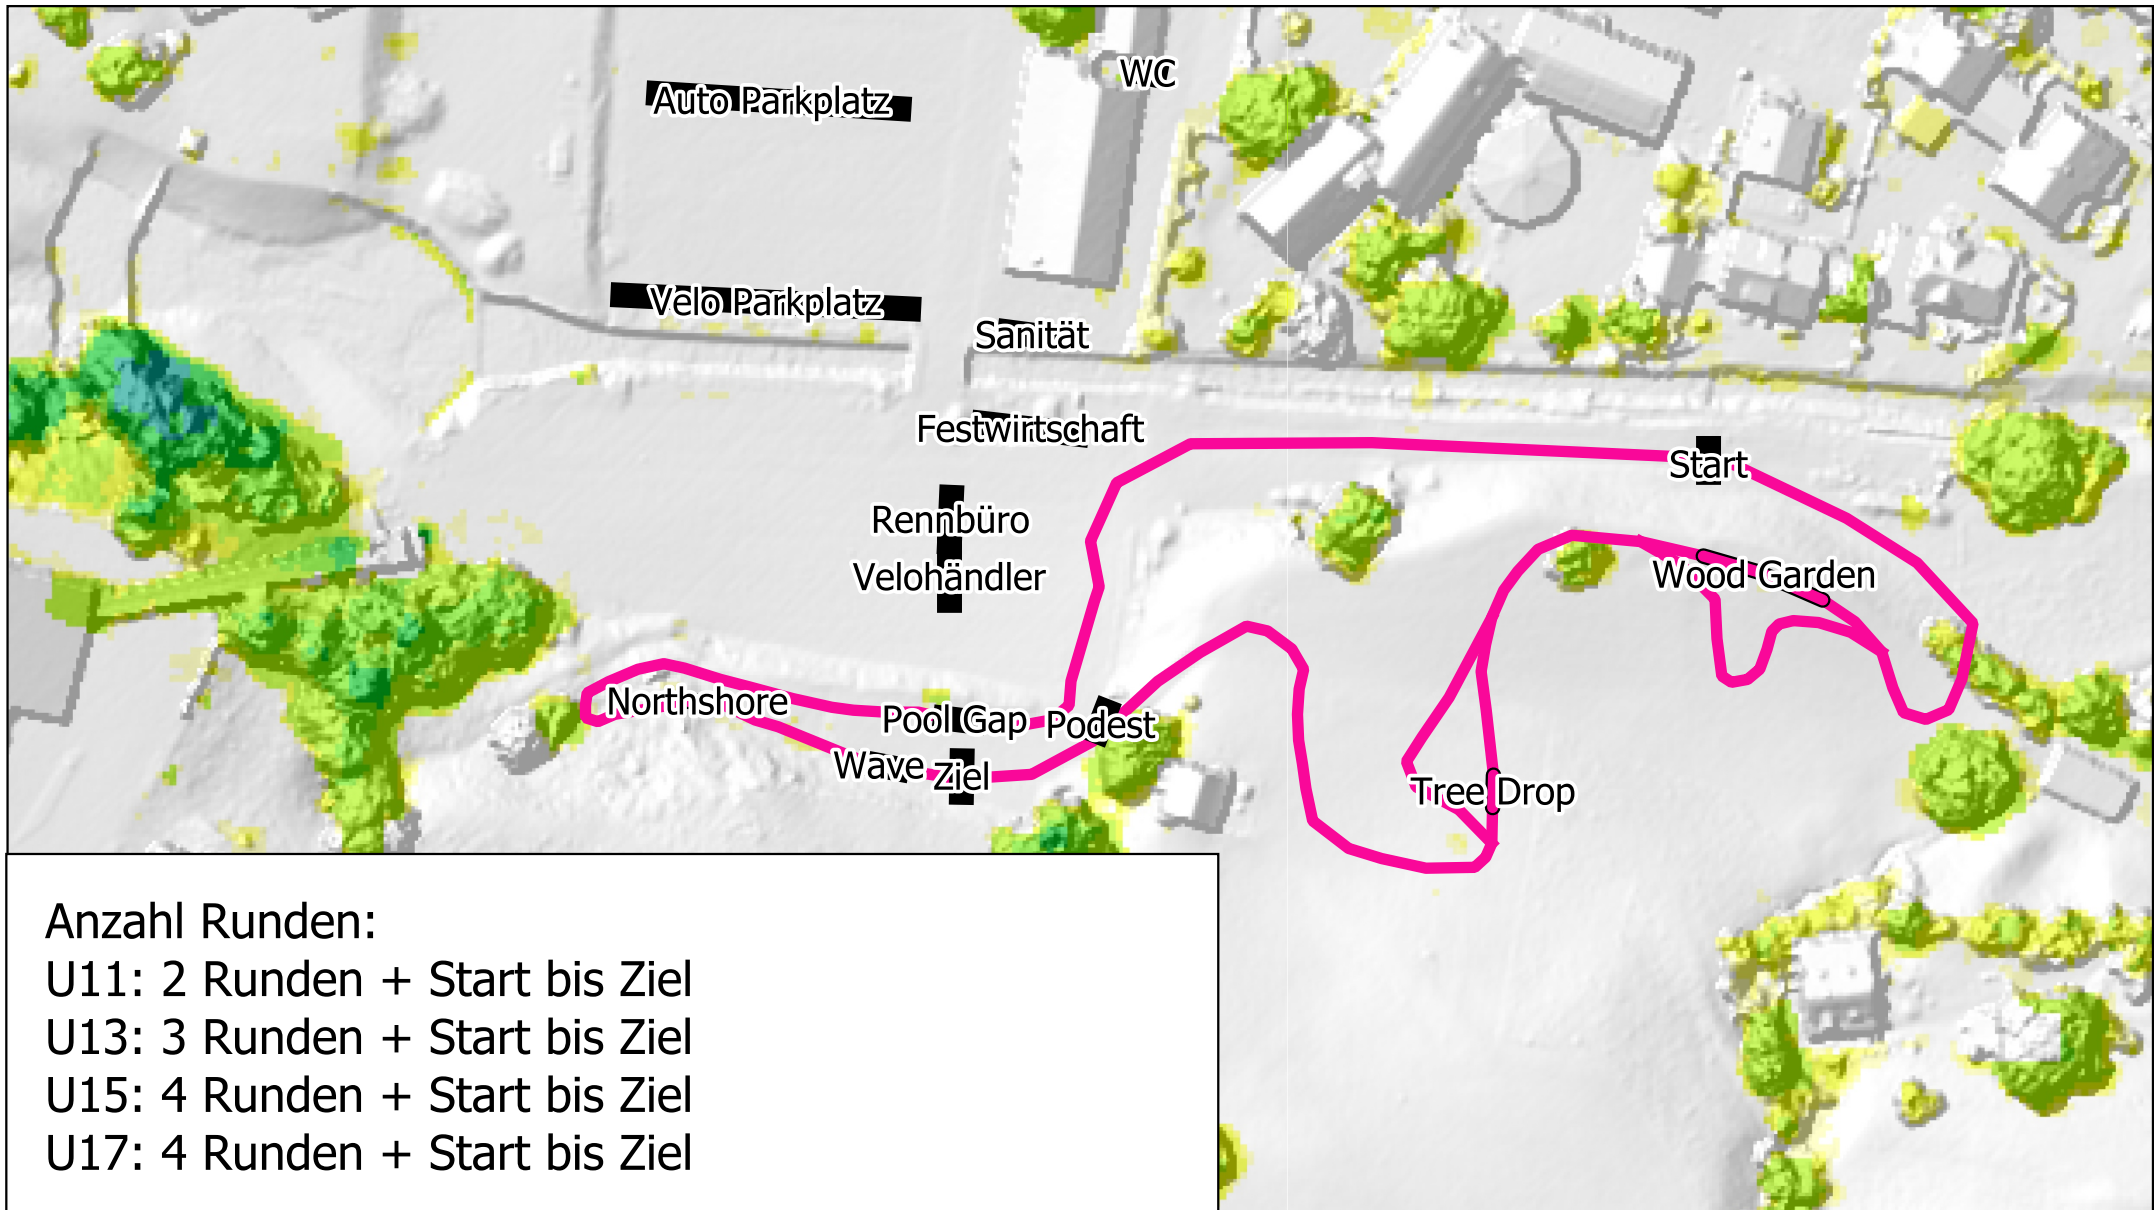 WC
Auto Parkplatz
Velo Parkplatz
Sanität
Festwirtschaft
Start
Rennbüro
Velohändler
Wood Garden
Northshore
Pool Gap
Podest
Wave
Ziel
Tree Drop
Anzahl Runden:
U11: 2 Runden + Start bis Ziel
U13: 3 Runden + Start bis Ziel
U15: 4 Runden + Start bis Ziel
U17: 4 Runden + Start bis Ziel